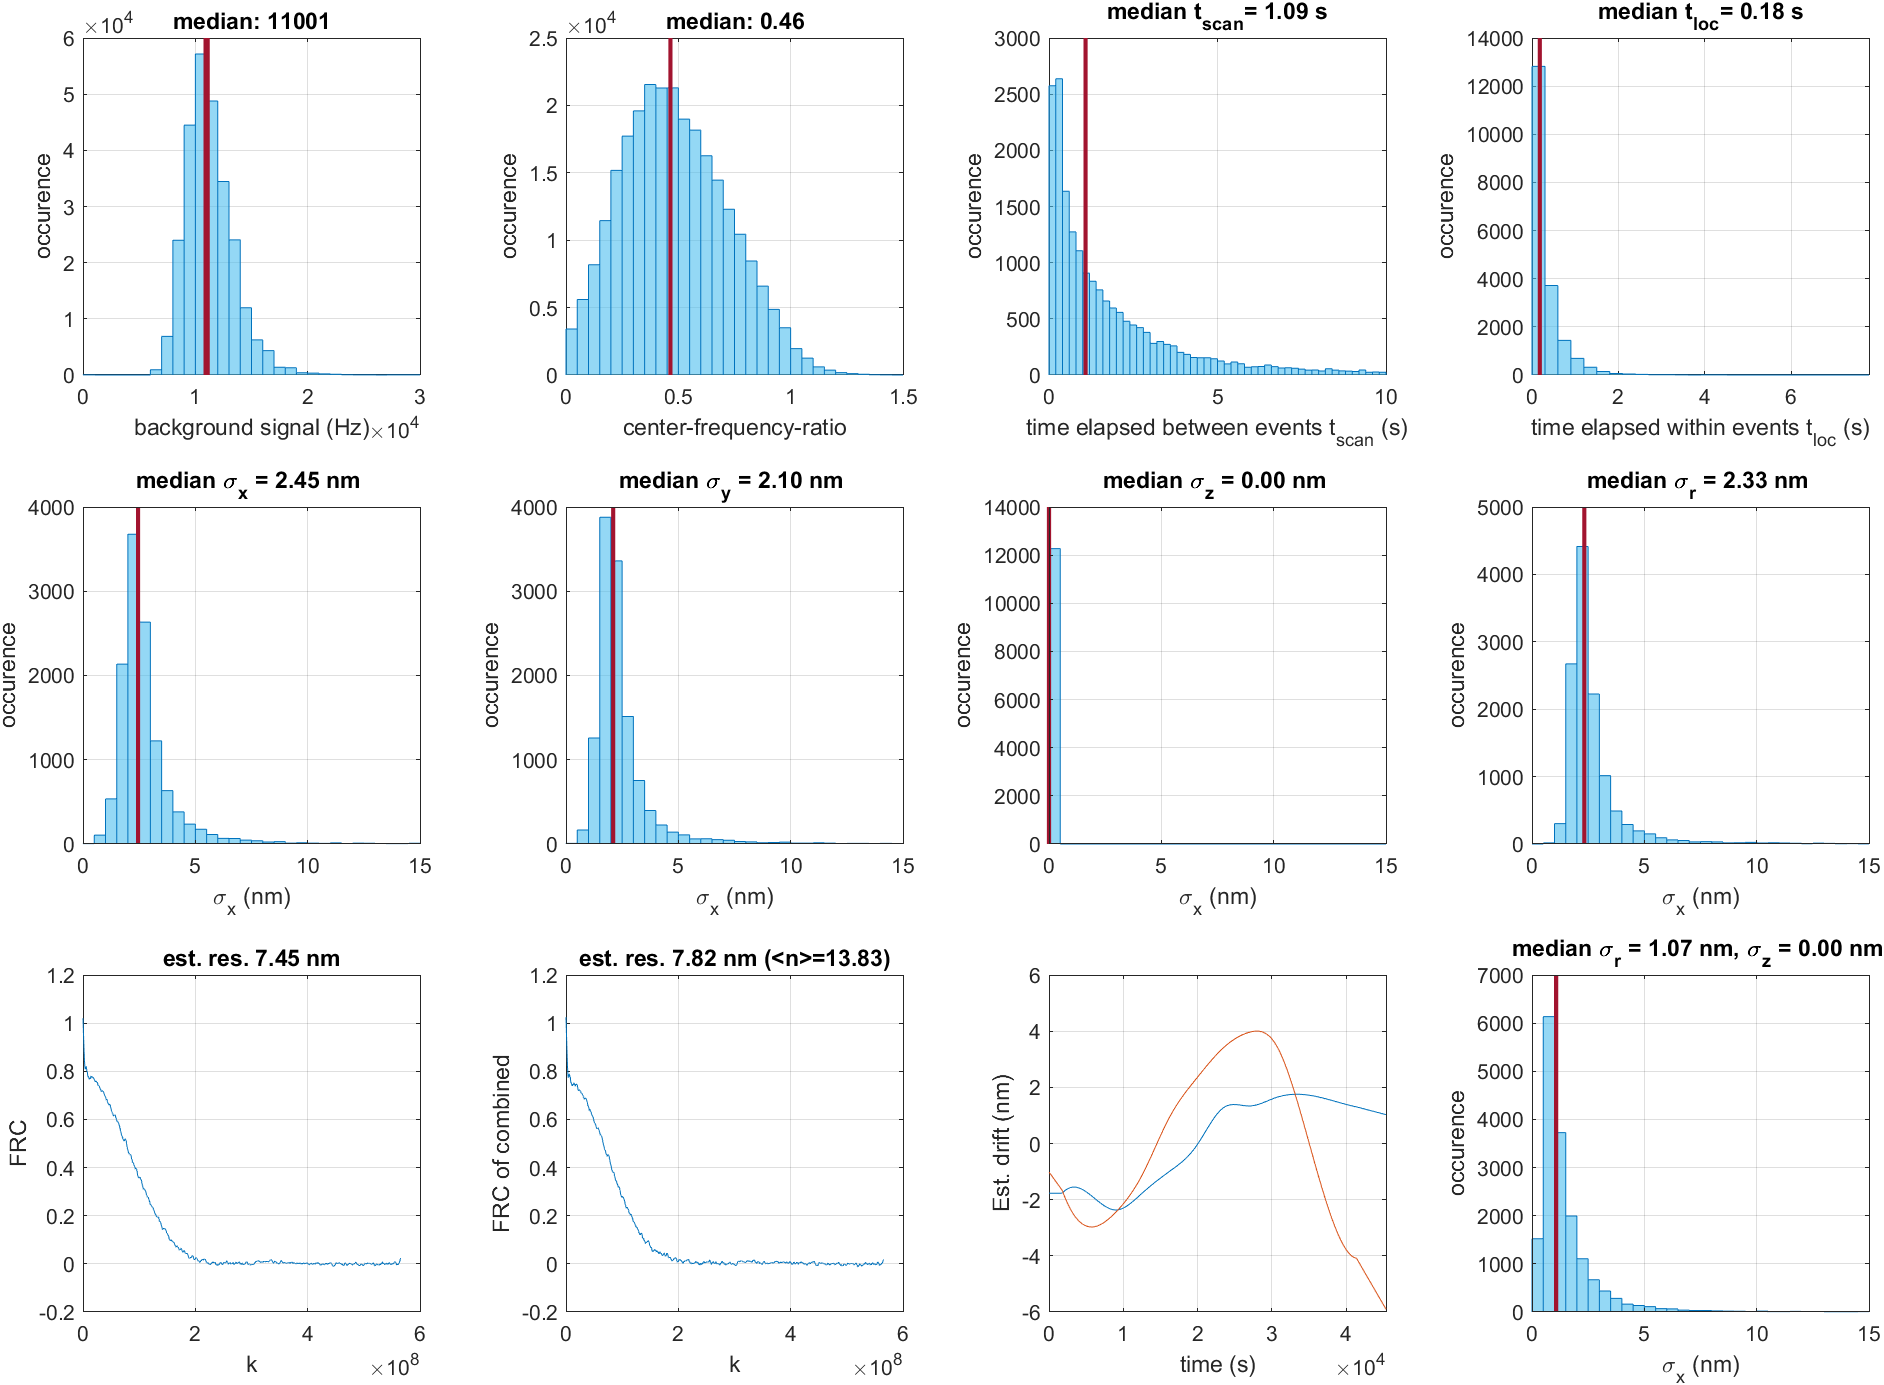 median: 11001
×10⁴
6
5
4
3
2
1
0
occurence
0 1 2 3
background signal (Hz) ×10⁴
median: 0.46
×10⁴
2.5
2
1.5
1
0.5
0
occurence
0 0.5 1 1.5
center-frequency-ratio
median t_scan= 1.09 s
3000
2500
2000
1500
1000
500
0
occurence
0 5 10
time elapsed between events t_scan (s)
median t_loc = 0.18 s
14000
12000
10000
8000
6000
4000
2000
0
occurence
0 2 4 6
time elapsed within events t_loc (s)
median σ_x = 2.45 nm
4000
3000
2000
1000
0
occurence
0 5 10 15
σ_x (nm)
median σ_y = 2.10 nm
4000
3000
2000
1000
0
occurence
0 5 10 15
σ_x (nm)
median σ_z = 0.00 nm
14000
12000
10000
8000
6000
4000
2000
0
occurence
0 5 10 15
σ_x (nm)
median σ_r = 2.33 nm
5000
4000
3000
2000
1000
0
occurence
0 5 10 15
σ_x (nm)
est. res. 7.45 nm
1.2
1
0.8
0.6
0.4
0.2
0
-0.2
FRC
0 2 4 6
k ×10⁸
est. res. 7.82 nm (<n>=13.83)
1.2
1
0.8
0.6
0.4
0.2
0
-0.2
FRC of combined
0 2 4 6
k ×10⁸
6
4
2
0
-2
-4
-6
Est. drift (nm)
0 1 2 3 4
time (s) ×10⁴
median σ_r = 1.07 nm, σ_z = 0.00 nm
7000
6000
5000
4000
3000
2000
1000
0
occurence
0 5 10 15
σ_x (nm)